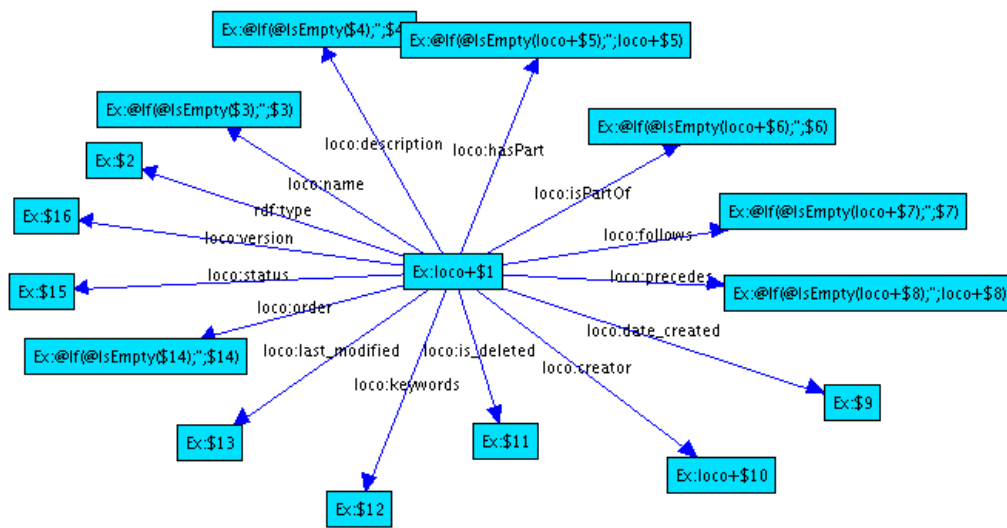 Ex:@If(@IsEmpty($4);";$4
Ex:@If(@IsEmpty(loco+$5);";loco+$5)
Ex:@If(@IsEmpty($3);";$3)
Ex:@If(@IsEmpty(loco+$6);";$6)
loco:description
loco:hasPart
Ex:$2
loco:name
loco:isPartOf
rdf:type
Ex:$16
Ex:@If(@IsEmpty(loco+$7);";$7)
loco:version
loco:follows
Ex:loco+$1
loco:status
loco:precedes
Ex:$15
Ex:@If(@IsEmpty(loco+$8);";loco+$8)
loco:order
loco:date_created
Ex:@If(@IsEmpty($14);";$14)
loco:last_modified
loco:is_deleted
loco:creator
loco:keywords
Ex:$9
Ex:$13
Ex:$11
Ex:loco+$10
Ex:$12